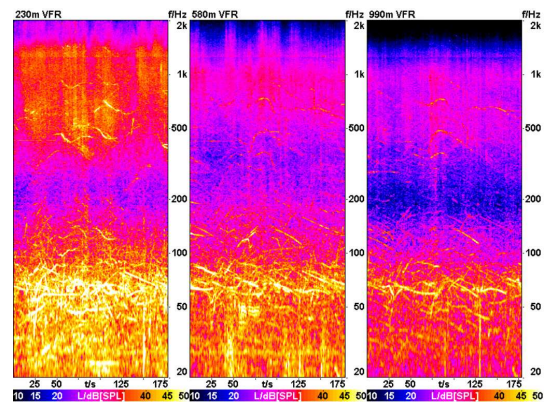 230m VFR f/Hz 580m VFR f/Hz 990m VFR f/Hz
2k 2k 2k
1k 1k 1k
500 500 500
200 200 200
100 100 100
50 50 50
20 20 20
25 50 t/s 125 175 25 50 t/s 125 175 25 50 t/s 125 175
10 15 20 L/dB[SPL] 40 45 50 10 15 20 L/dB[SPL] 40 45 50 10 15 20 L/dB[SPL] 40 45 50